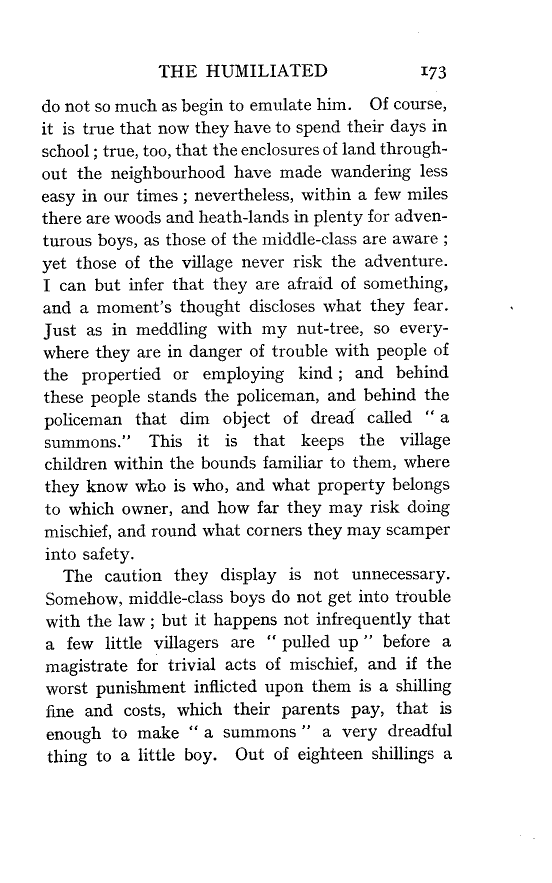 THE HUMILIATED 173
do not so much as begin to emulate him. Of course,
it is true that now they have to spend their days in
school ; true, too, that the enclosures of land through-
out the neighbourhood have made wandering less
easy in our times ; nevertheless, within a few miles
there are woods and heath-lands in plenty for adven-
turous boys, as those of the middle-class are aware ;
yet those of the village never risk the adventure.
I can but infer that they are afraid of something,
and a moment's thought discloses what they fear.
Just as in meddling with my nut-tree, so every-
where they are in danger of trouble with people of
the propertied or employing kind ; and behind
these people stands the policeman, and behind the
policeman that dim object of dread called " a
summons." This it is that keeps the village
children within the bounds familiar to them, where
they know who is who, and what property belongs
to which owner, and how far they may risk doing
mischief, and round what corners they may scamper
into safety.
The caution they display is not unnecessary.
Somehow, middle-class boys do not get into trouble
with the law ; but it happens not infrequently that
a few little villagers are " pulled up " before a
magistrate for trivial acts of mischief, and if the
worst punishment inflicted upon them is a shilling
fine and costs, which their parents pay, that is
enough to make " a summons " a very dreadful
thing to a little boy. Out of eighteen shillings a